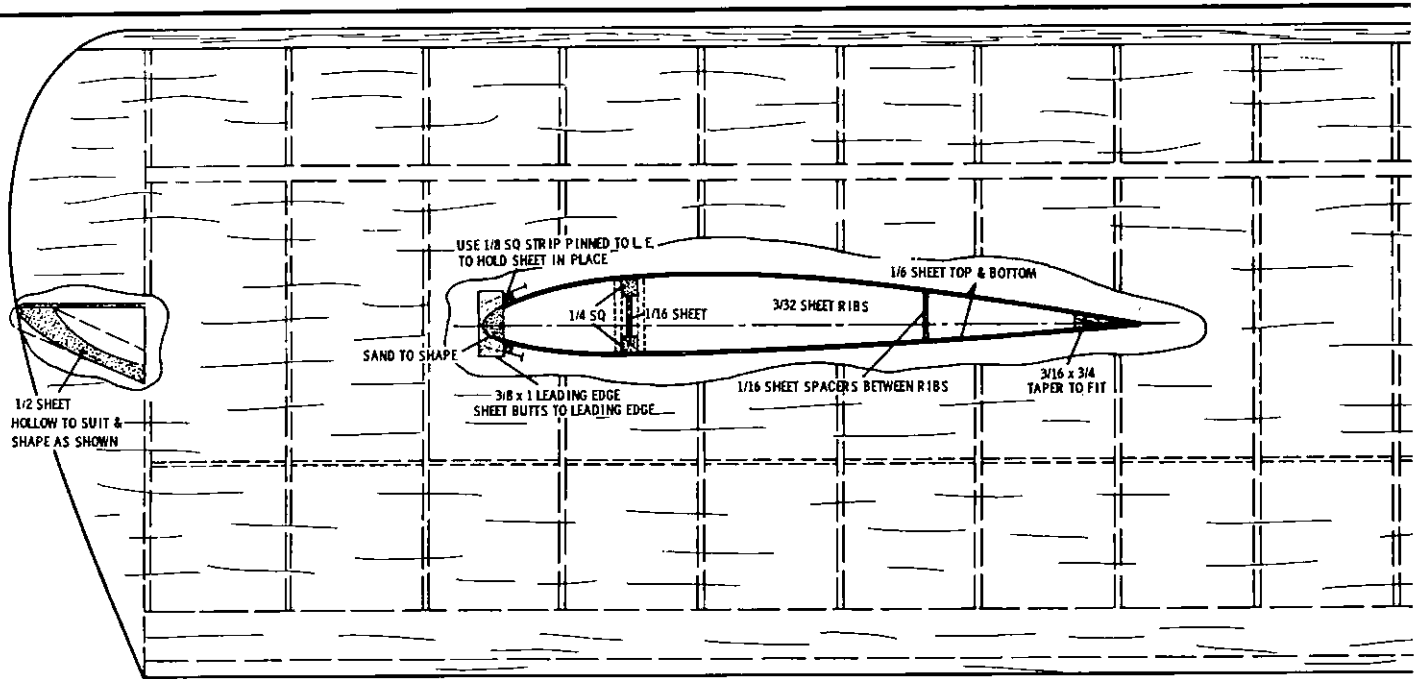 USE 1/8 SQ STRIP PINNED TO L. E.
TO HOLD SHEET IN PLACE
1/6 SHEET TOP & BOTTOM
3/32 SHEET RIBS
1/4 SQ
1/16 SHEET
SAND TO SHAPE
3/8 x 1 LEADING EDGE
SHEET BUTTS TO LEADING EDGE
1/16 SHEET SPACERS BETWEEN RIBS
3/16 x 3/4
TAPER TO FIT
1/2 SHEET
HOLLOW TO SUIT &
SHAPE AS SHOWN